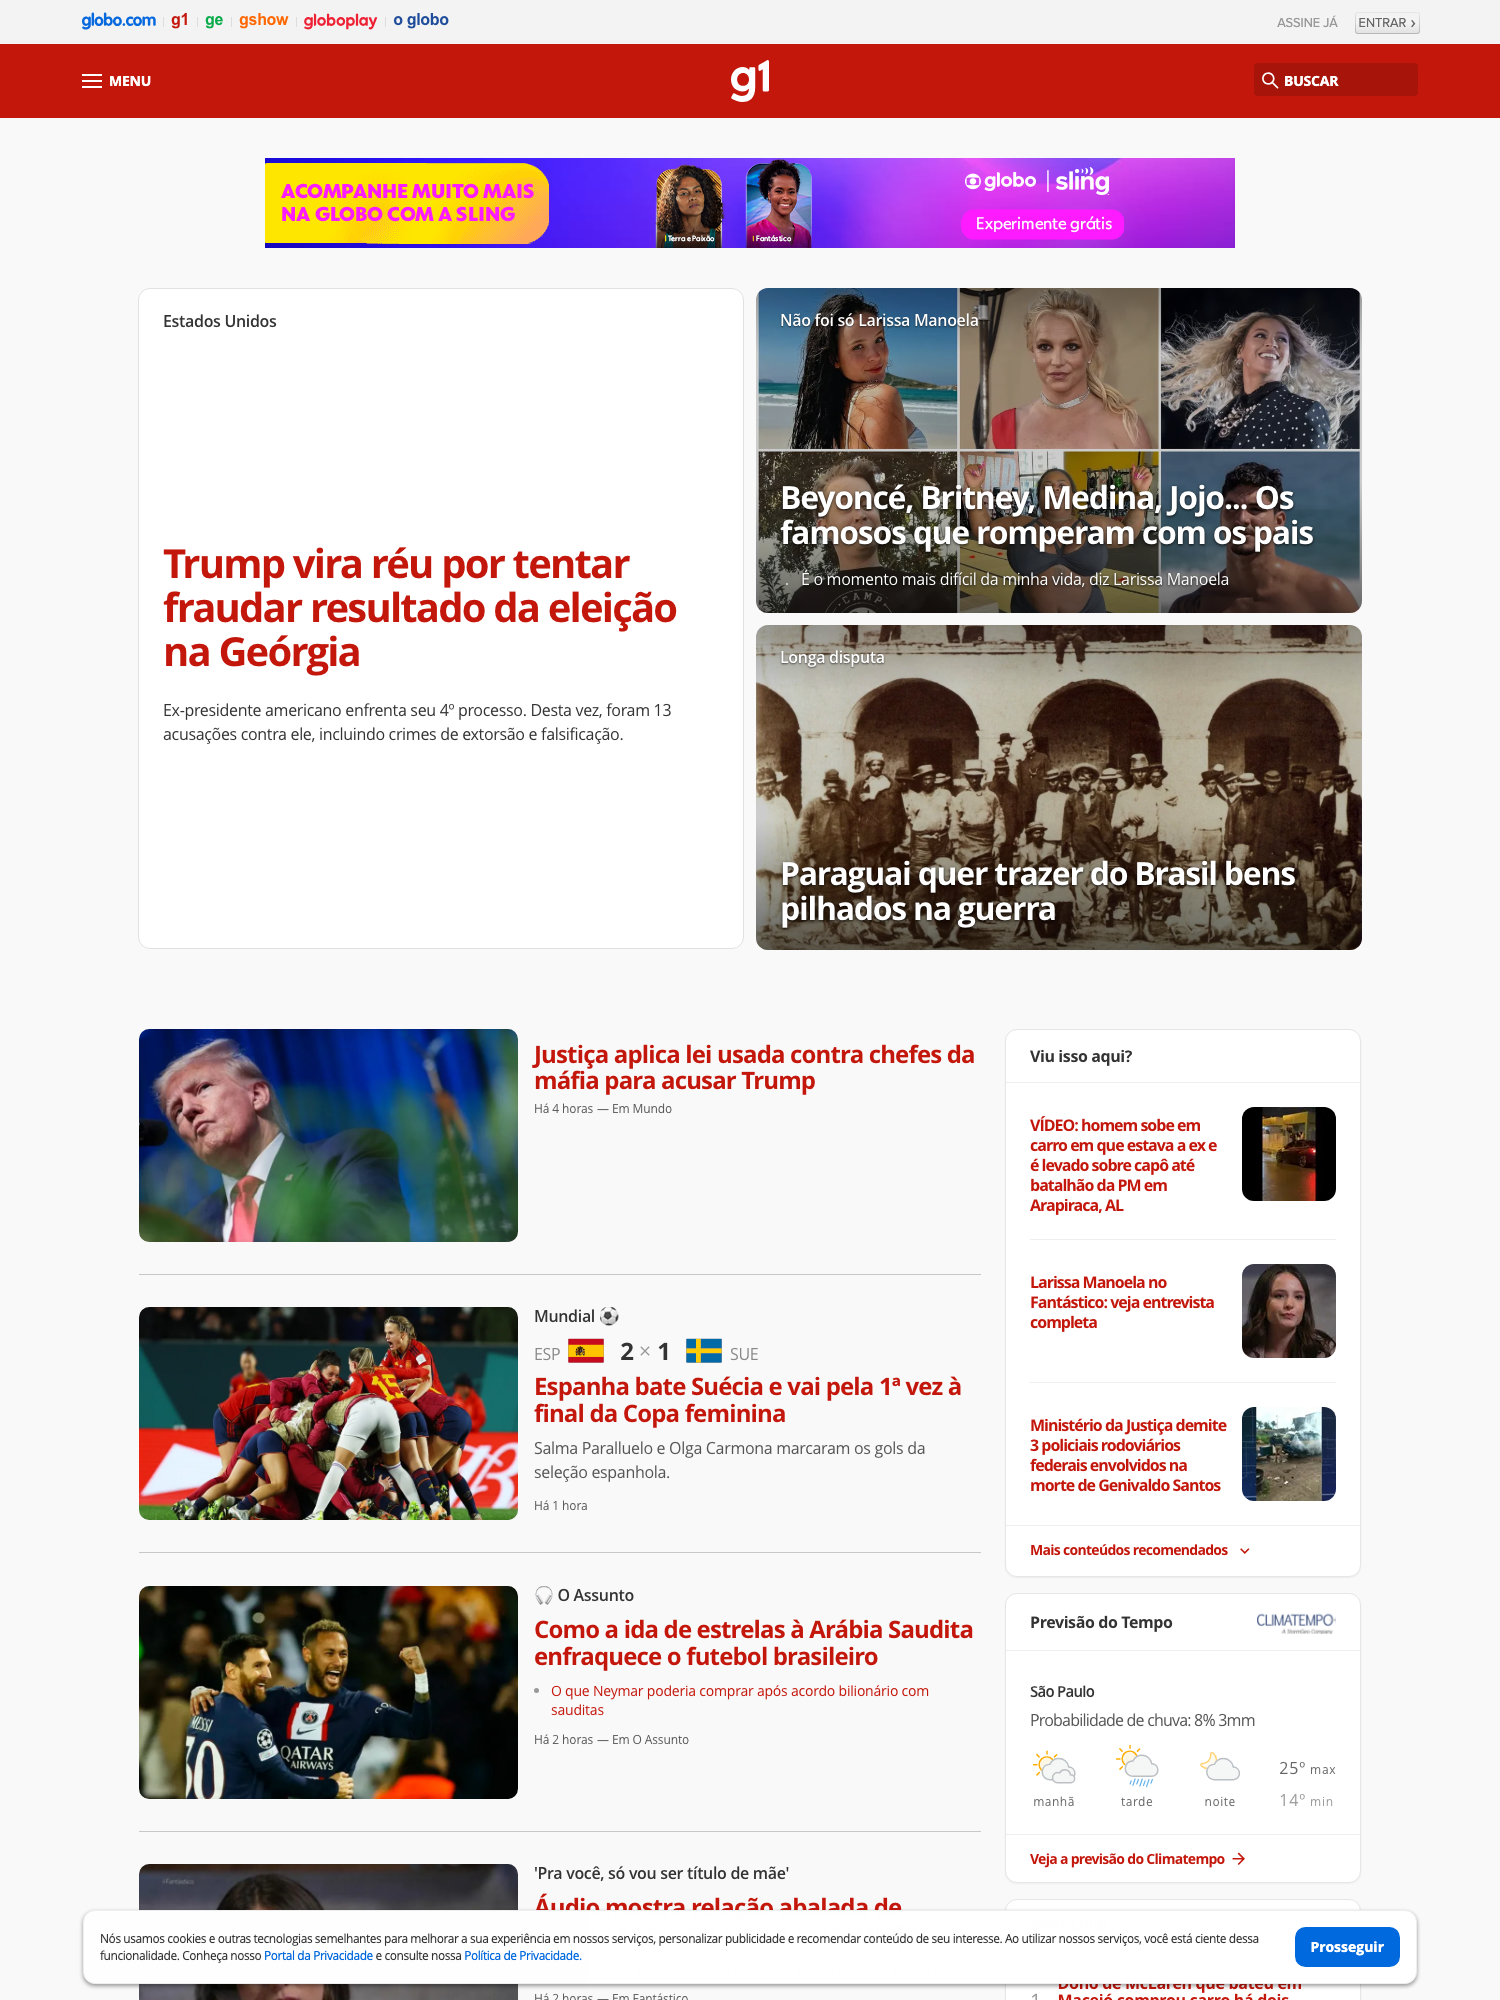 globo.com g1 ge gshow globoplay o globo
ASSINE JÁ ENTRAR ›
MENU
g1
BUSCAR
ACOMPANHE MUITO MAIS
NA GLOBO COM A SLING
Terra e Paixão
Fantástico
globo | sling
Experimente grátis
Estados Unidos
Trump vira réu por tentar
fraudar resultado da eleição
na Geórgia
Ex-presidente americano enfrenta seu 4º processo. Desta vez, foram 13
acusações contra ele, incluindo crimes de extorsão e falsificação.
Não foi só Larissa Manoela
Beyoncé, Britney, Medina, Jojo... Os
famosos que romperam com os pais
É o momento mais difícil da minha vida, diz Larissa Manoela
CAMP
Longa disputa
Paraguai quer trazer do Brasil bens
pilhados na guerra
Justiça aplica lei usada contra chefes da
máfia para acusar Trump
Há 4 horas — Em Mundo
Mundial
ESP 2 × 1 SUE
15
Espanha bate Suécia e vai pela 1ª vez à
final da Copa feminina
Salma Paralluelo e Olga Carmona marcaram os gols da
seleção espanhola.
Há 1 hora
O Assunto
Como a ida de estrelas à Arábia Saudita
enfraquece o futebol brasileiro
• O que Neymar poderia comprar após acordo bilionário com
sauditas
Há 2 horas — Em O Assunto
MESSI
30
QATAR
AIRWAYS
'Pra você, só vou ser título de mãe'
Áudio mostra relação abalada de
Há 2 horas — Em Fantástico
Fantástico
Viu isso aqui?
VÍDEO: homem sobe em
carro em que estava a ex e
é levado sobre capô até
batalhão da PM em
Arapiraca, AL
Larissa Manoela no
Fantástico: veja entrevista
completa
Ministério da Justiça demite
3 policiais rodoviários
federais envolvidos na
morte de Genivaldo Santos
Mais conteúdos recomendados
Previsão do Tempo
CLIMATEMPO
A StormGeo Company
São Paulo
Probabilidade de chuva: 8% 3mm
manhã tarde noite
25º max
14º min
Veja a previsão do Climatempo
1
Dono de McLaren que bateu em
Maceió comprou carro há dois
Nós usamos cookies e outras tecnologias semelhantes para melhorar a sua experiência em nossos serviços, personalizar publicidade e recomendar conteúdo de seu interesse. Ao utilizar nossos serviços, você está ciente dessa
funcionalidade. Conheça nosso Portal da Privacidade e consulte nossa Política de Privacidade.
Prosseguir